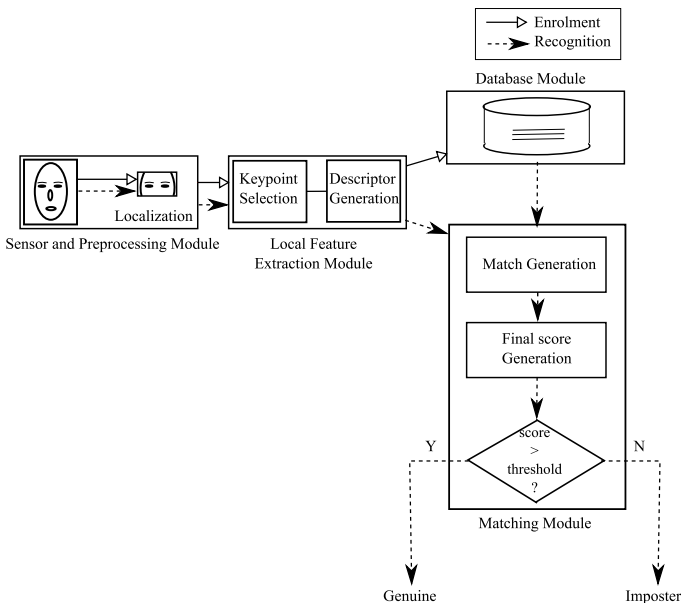 Enrolment
Recognition
Database Module
Keypoint
Selection
Descriptor
Generation
Localization
Sensor and Preprocessing Module
Local Feature
Extraction Module
Match Generation
Final score
Generation
score
>
threshold
?
Y
N
Matching Module
Genuine
Imposter